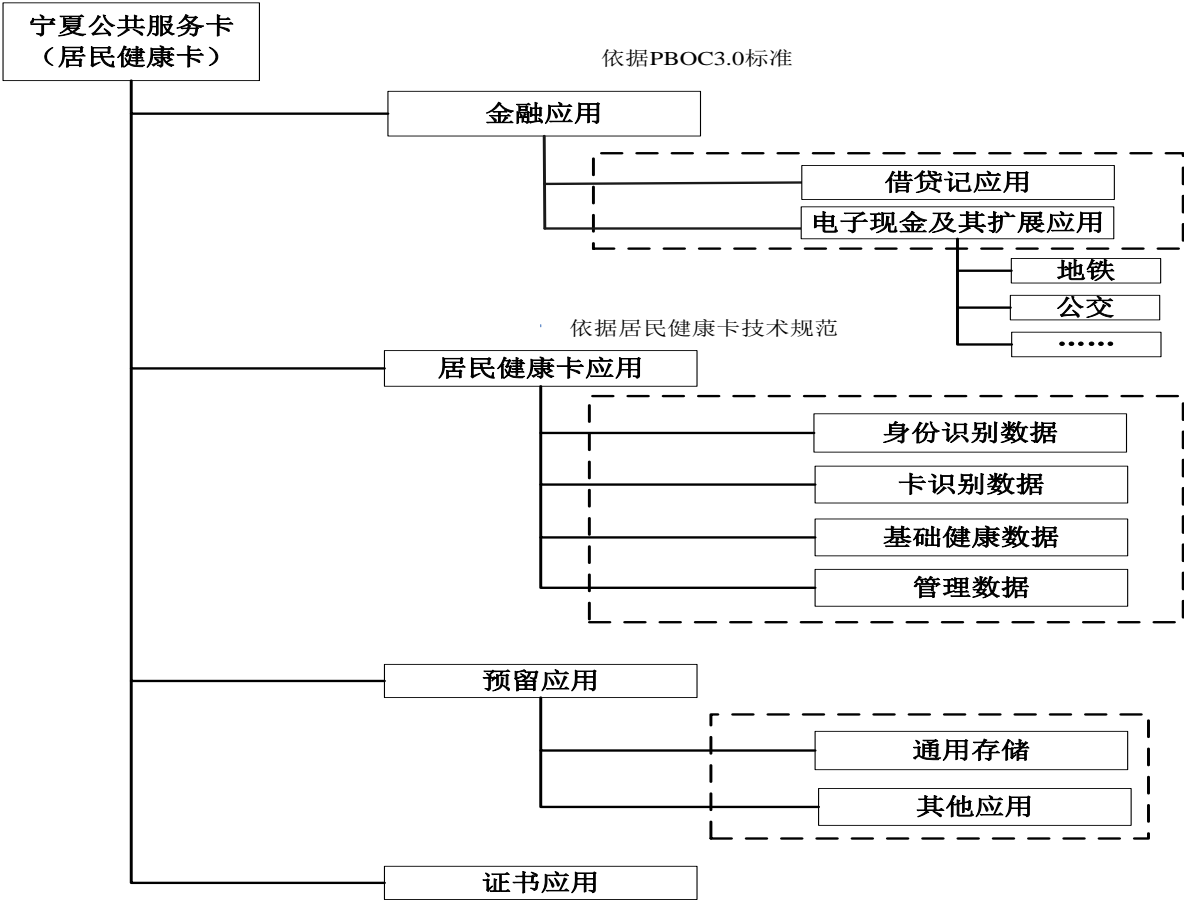 宁夏公共服务卡
（居民健康卡）
依据PBOC3.0标准
金融应用
借贷记应用
电子现金及其扩展应用
地铁
公交
……
依据居民健康卡技术规范
居民健康卡应用
身份识别数据
卡识别数据
基础健康数据
管理数据
预留应用
通用存储
其他应用
证书应用